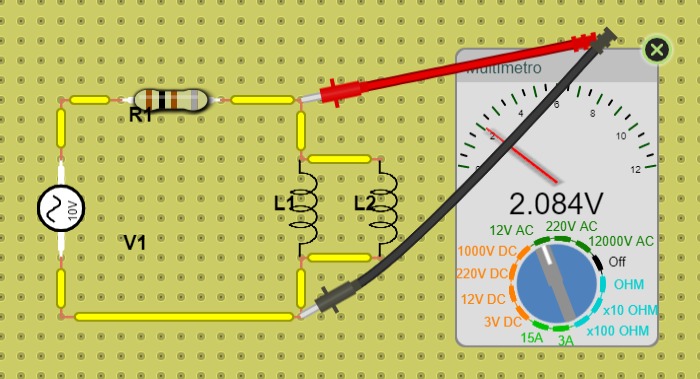 Multimetro
R1
10V
V1
L1
L2
0
2
4
6
8
10
12
2.084V
12V AC
220V AC
12000V AC
1000V DC
Off
220V DC
OHM
12V DC
x10 OHM
3V DC
x100 OHM
15A
3A